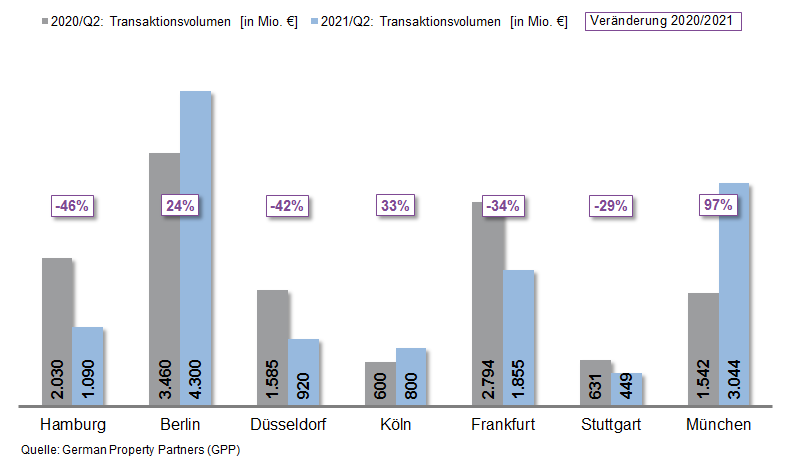 2020/Q2: Transaktionsvolumen [in Mio. €] 2021/Q2: Transaktionsvolumen [in Mio. €] Veränderung 2020/2021
-46% 24% -42% 33% -34% -29% 97%
2.030 1.090 3.460 4.300 1.585 920 600 800 2.794 1.855 631 449 1.542 3.044
Hamburg Berlin Düsseldorf Köln Frankfurt Stuttgart München
Quelle: German Property Partners (GPP)